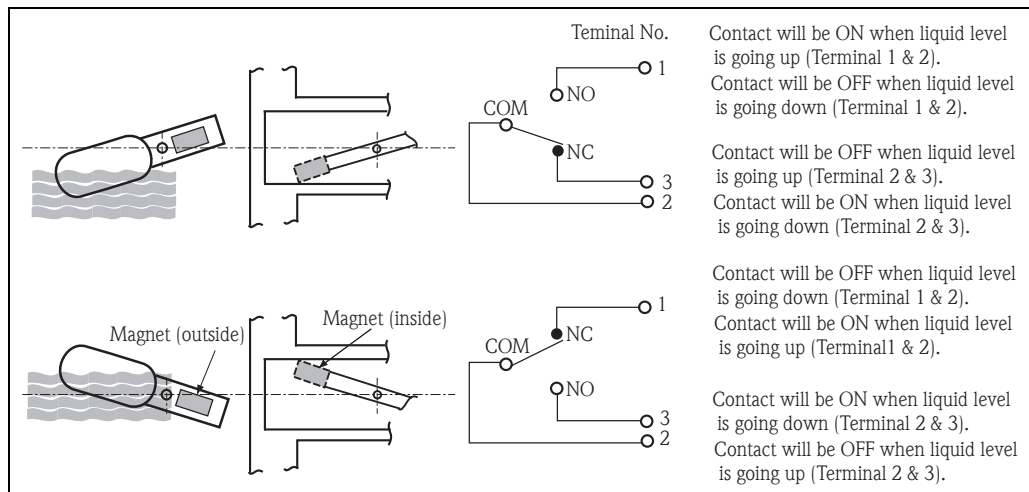 Teminal No.
1
NO
COM
NC
3
2
Contact will be ON when liquid level
is going up (Terminal 1 & 2).
Contact will be OFF when liquid level
is going down (Terminal 1 & 2).
Contact will be OFF when liquid level
is going up (Terminal 2 & 3).
Contact will be ON when liquid level
is going down (Terminal 2 & 3).
Magnet (outside)
Magnet (inside)
1
NC
COM
NO
3
2
Contact will be OFF when liquid level
is going down (Terminal 1 & 2).
Contact will be ON when liquid level
is going up (Terminal1 & 2).
Contact will be ON when liquid level
is going down (Terminal 2 & 3).
Contact will be OFF when liquid level
is going up (Terminal 2 & 3).